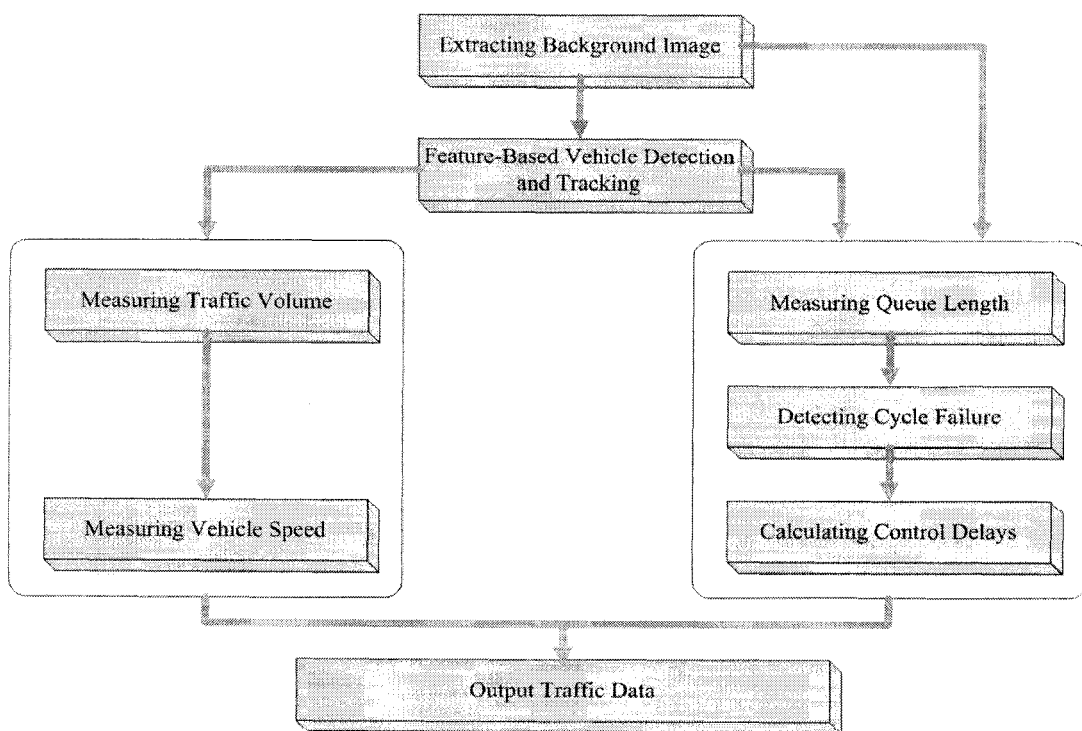 Extracting Background Image
Feature-Based Vehicle Detection
and Tracking
Measuring Traffic Volume
Measuring Queue Length
Detecting Cycle Failure
Measuring Vehicle Speed
Calculating Control Delays
Output Traffic Data